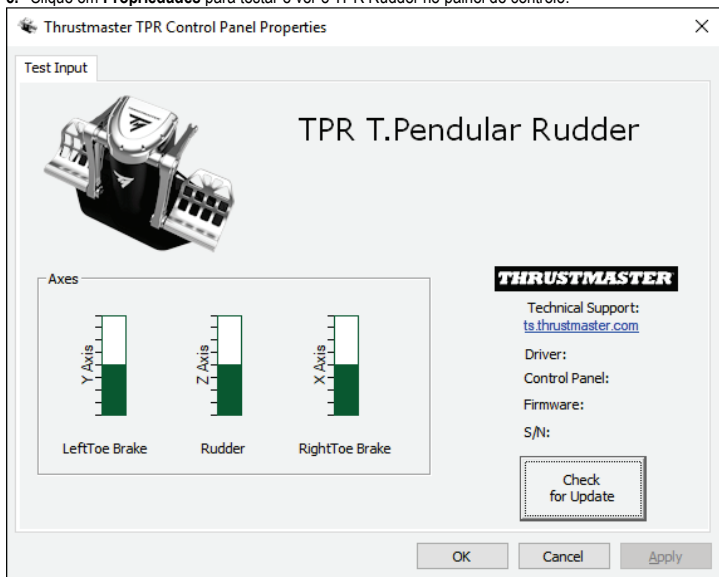 Clique em Propriedades para testar e ver o TPR Rudder no painel de controlo.
Thrustmaster TPR Control Panel Properties
Test Input
TPR T.Pendular Rudder
Axes
Y Axis
Z Axis
X Axis
LeftToe Brake
Rudder
RightToe Brake
THRUSTMASTER
Technical Support:
ts.thrustmaster.com
Driver:
Control Panel:
Firmware:
S/N:
Check
for Update
OK
Cancel
Apply